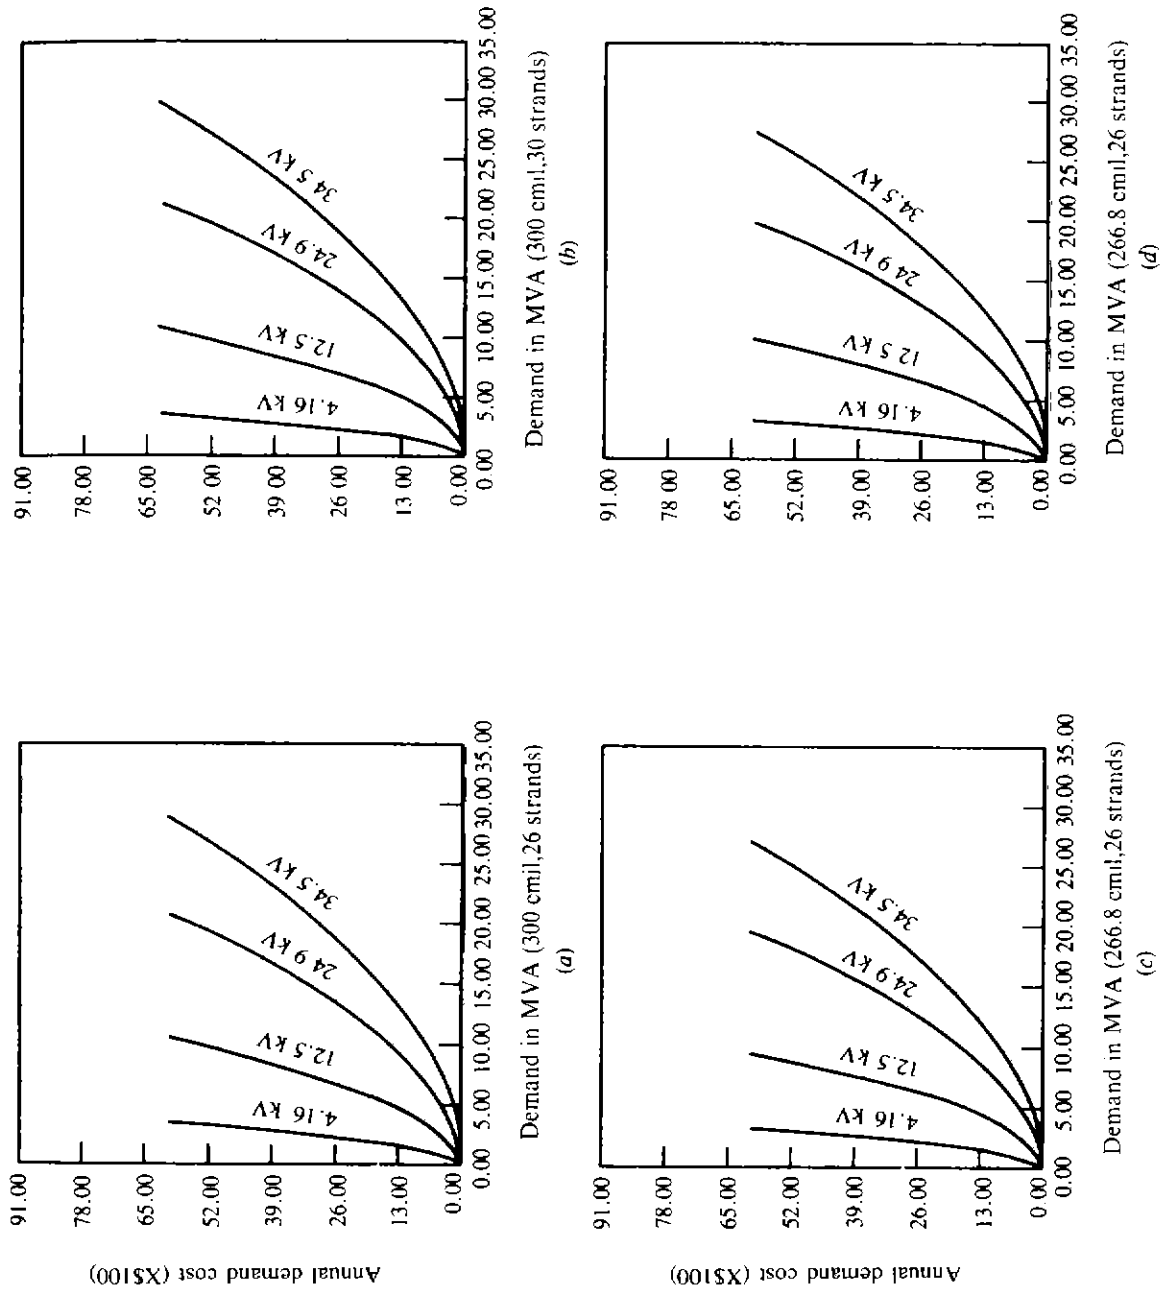 Annual demand cost (X$100)
91.00
78.00
65.00
52.00
39.00
26.00
13.00
0.00
4.16 kV
12.5 kV
24.9 kV
34.5 kV
0.00 5.00 10.00 15.00 20.00 25.00 30.00 35.00
Demand in MVA (300 cmil,26 strands)
(a)
91.00
78.00
65.00
52.00
39.00
26.00
13.00
0.00
4.16 kV
12.5 kV
24.9 kV
34.5 kV
0.00 5.00 10.00 15.00 20.00 25.00 30.00 35.00
Demand in MVA (300 cmil,30 strands)
(b)
Annual demand cost (X$100)
91.00
78.00
65.00
52.00
39.00
26.00
13.00
0.00
4.16 kV
12.5 kV
24.9 kV
34.5 kV
0.00 5.00 10.00 15.00 20.00 25.00 30.00 35.00
Demand in MVA (266.8 cmil,26 strands)
(c)
91.00
78.00
65.00
52.00
39.00
26.00
13.00
0.00
4.16 kV
12.5 kV
24.9 kV
34.5 kV
0.00 5.00 10.00 15.00 20.00 25.00 30.00 35.00
Demand in MVA (266.8 cmil,26 strands)
(d)